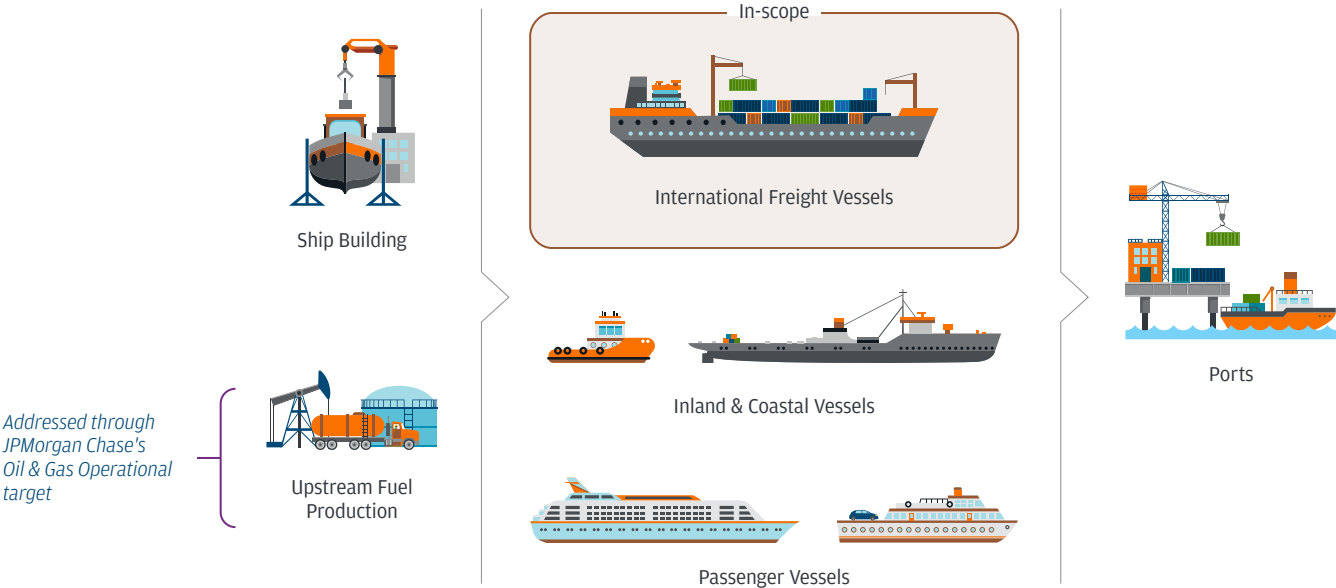 In-scope
International Freight Vessels
Ship Building
Ports
Inland & Coastal Vessels
Addressed through
JPMorgan Chase's
Oil & Gas Operational
target
Upstream Fuel
Production
Passenger Vessels